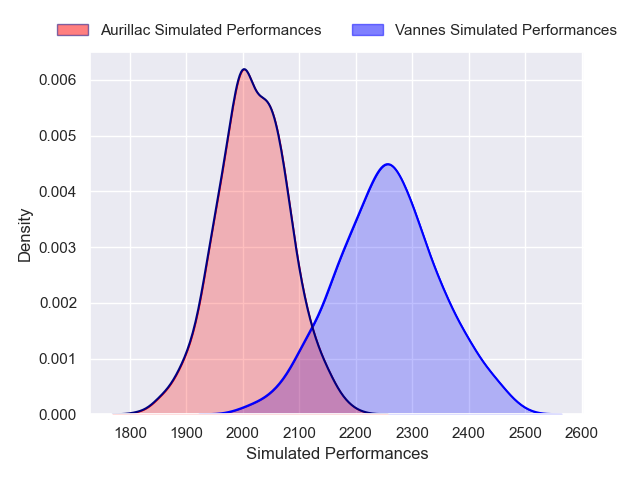 Aurillac Simulated Performances Vannes Simulated Performances
0.006
0.005
0.004
0.003
0.002
0.001
0.000
Density
1800 1900 2000 2100 2200 2300 2400 2500 2600
Simulated Performances